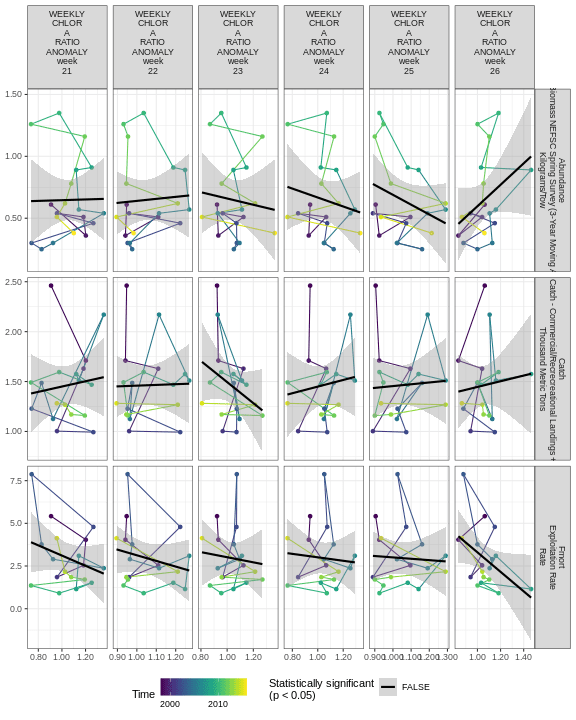 WEEKLY
CHLOR
A
RATIO
ANOMALY
week
21
WEEKLY
CHLOR
A
RATIO
ANOMALY
week
22
WEEKLY
CHLOR
A
RATIO
ANOMALY
week
23
WEEKLY
CHLOR
A
RATIO
ANOMALY
week
24
WEEKLY
CHLOR
A
RATIO
ANOMALY
week
25
WEEKLY
CHLOR
A
RATIO
ANOMALY
week
26
1.50
1.00
0.50
Abundance
Biomass NEFSC Spring Survey (3-Year Moving
Kilograms/tow
2.50
2.00
1.50
1.00
Catch
Catch - Commercial/Recreational Landings +
Thousand Metric Tons
7.5
5.0
2.5
0.0
Fmort
Exploitation Rate
Rate
0.80 1.00 1.20
0.90 1.00 1.10 1.20
0.80 1.00 1.20
0.80 1.00 1.20
0.90 1.00 1.10 1.20 1.30
1.00 1.20 1.40
Time
2000 2010
Statistically significant
(p < 0.05)
FALSE